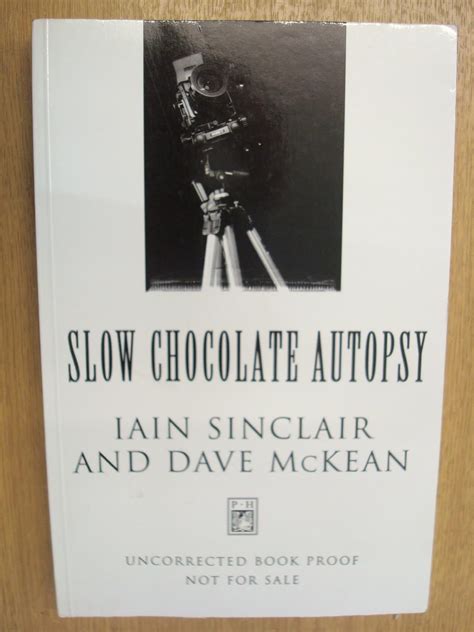 SLOW CHOCOLATE AUTOPSY
IAIN SINCLAIR
AND DAVE McKEAN
P·H
UNCORRECTED BOOK PROOF
NOT FOR SALE